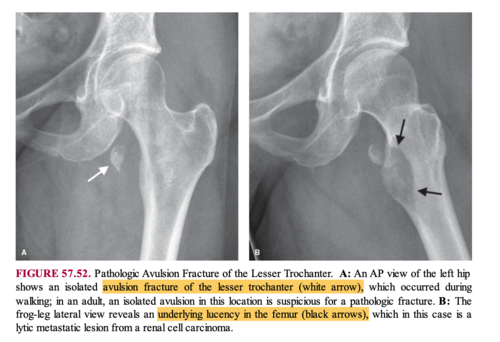 A
B
FIGURE 57.52. Pathologic Avulsion Fracture of the Lesser Trochanter. A: An AP view of the left hip
shows an isolated avulsion fracture of the lesser trochanter (white arrow), which occurred during
walking; in an adult, an isolated avulsion in this location is suspicious for a pathologic fracture. B: The
frog-leg lateral view reveals an underlying lucency in the femur (black arrows), which in this case is a
lytic metastatic lesion from a renal cell carcinoma.